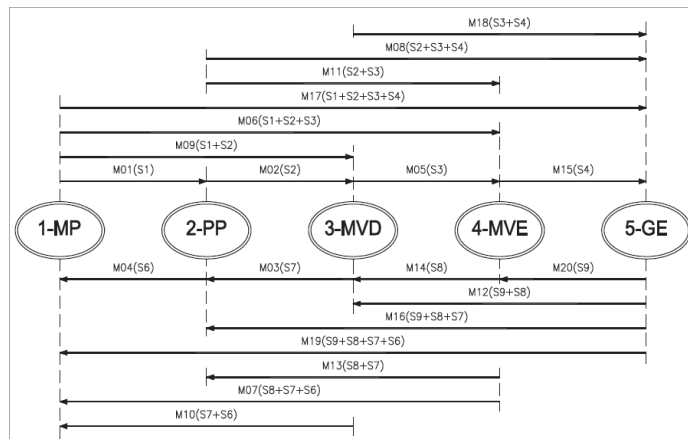 M18(S3+S4)
M08(S2+S3+S4)
M11(S2+S3)
M17(S1+S2+S3+S4)
M06(S1+S2+S3)
M09(S1+S2)
M01(S1) M02(S2) M05(S3) M15(S4)
1-MP 2-PP 3-MVD 4-MVE 5-GE
M04(S6) M03(S7) M14(S8) M20(S9)
M12(S9+S8)
M16(S9+S8+S7)
M19(S9+S8+S7+S6)
M13(S8+S7)
M07(S8+S7+S6)
M10(S7+S6)